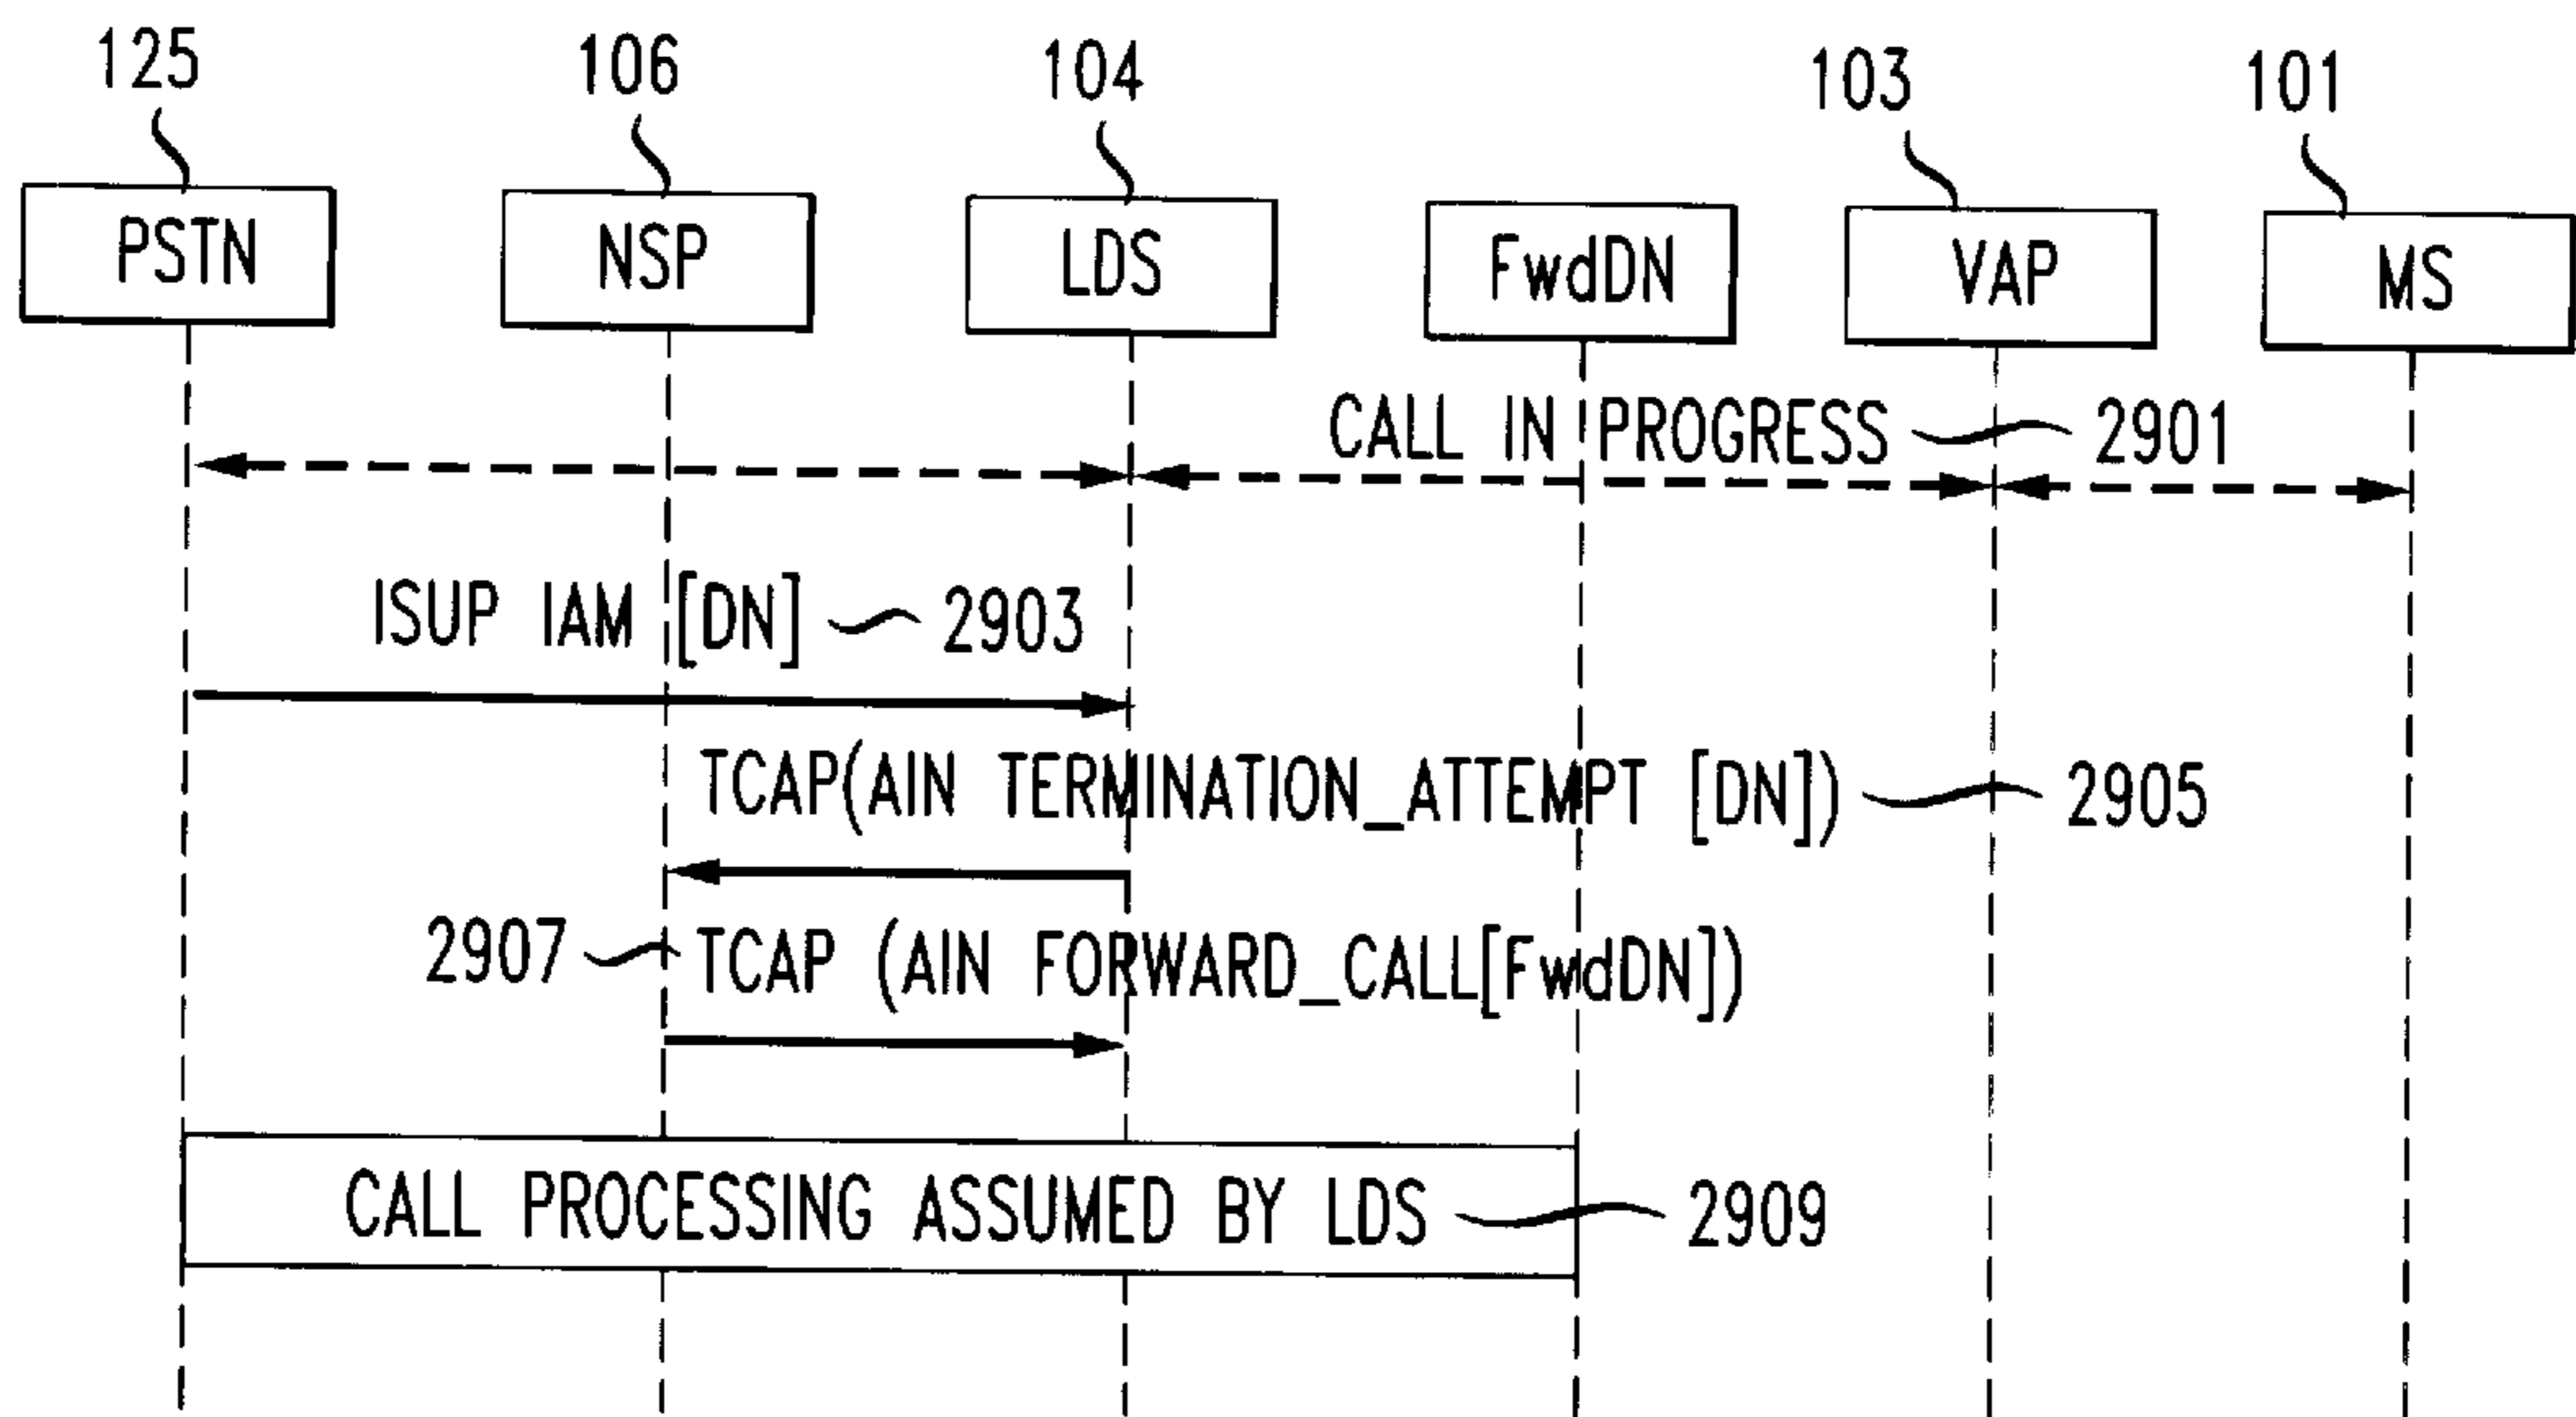 125 106 104 103 101
PSTN NSP LDS FwdDN VAP MS
CALL IN PROGRESS 2901
ISUP IAM [DN] 2903
TCAP(AIN TERMINATION_ATTEMPT [DN]) 2905
2907 TCAP (AIN FORWARD_CALL[FwdDN])
CALL PROCESSING ASSUMED BY LDS 2909